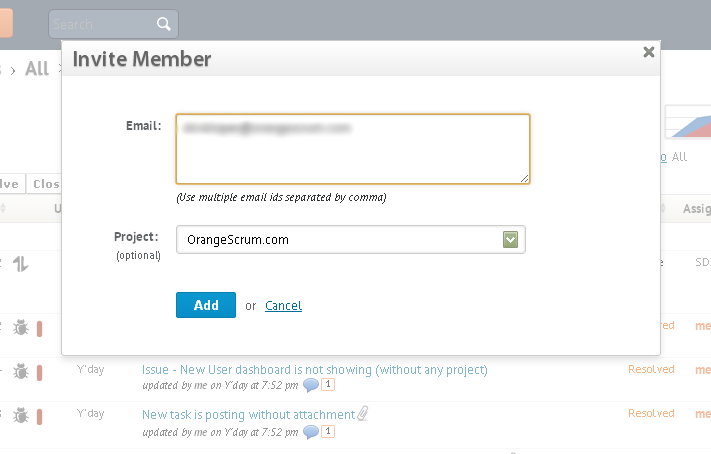 Search
Invite Member
All
Email:
(Use multiple email ids separated by comma)
Project:
OrangeScrum.com
(optional)
Add or Cancel
All
Clos
Assig
SD
me
Resolved
Y'day
Issue - New User dashboard is not showing (without any project)
updated by me on Y'day at 7:52 pm
1
Resolved
me
Y'day
New task is posting without attachment
updated by me on Y'day at 7:52 pm
1
Resolved
me